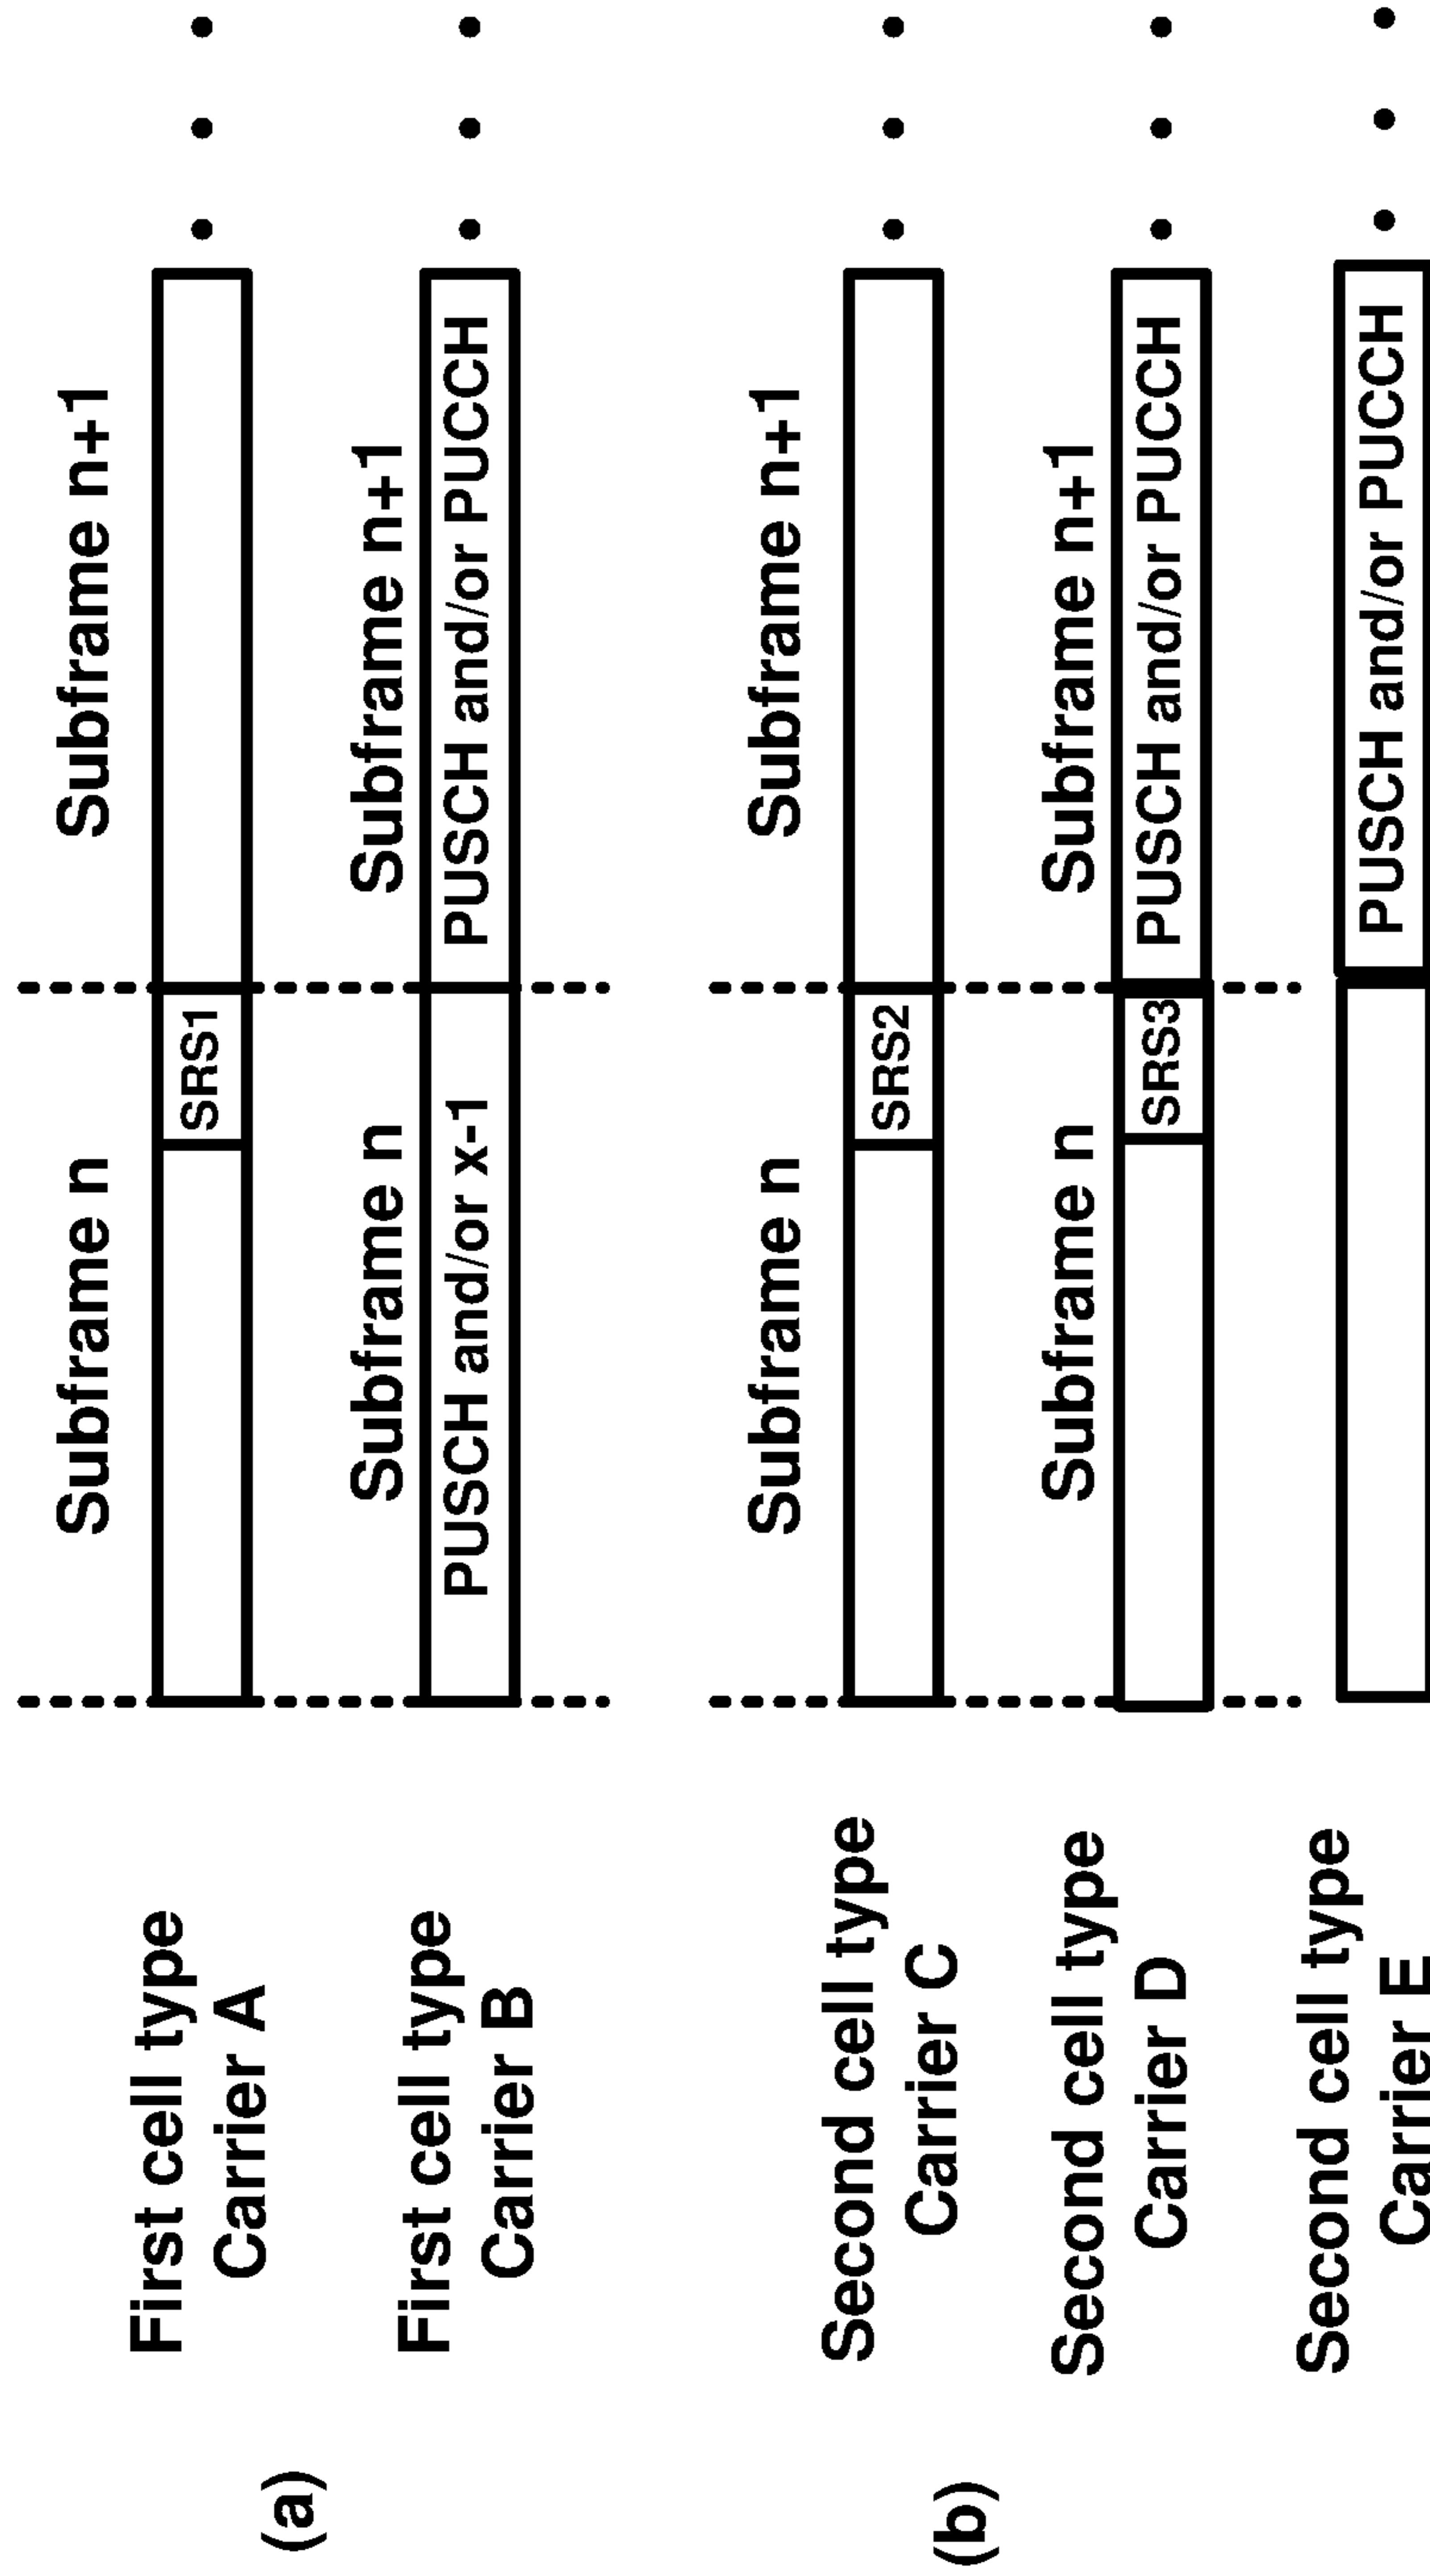 (a)
Subframe n
Subframe n+1
First cell type
Carrier A
SRS1
Subframe n
Subframe n+1
First cell type
Carrier B
PUSCH and/or x-1
PUSCH and/or PUCCH
(b)
Subframe n
Subframe n+1
Second cell type
Carrier C
SRS2
Subframe n
Subframe n+1
Second cell type
Carrier D
SRS3
PUSCH and/or PUCCH
Second cell type
Carrier E
PUSCH and/or PUCCH